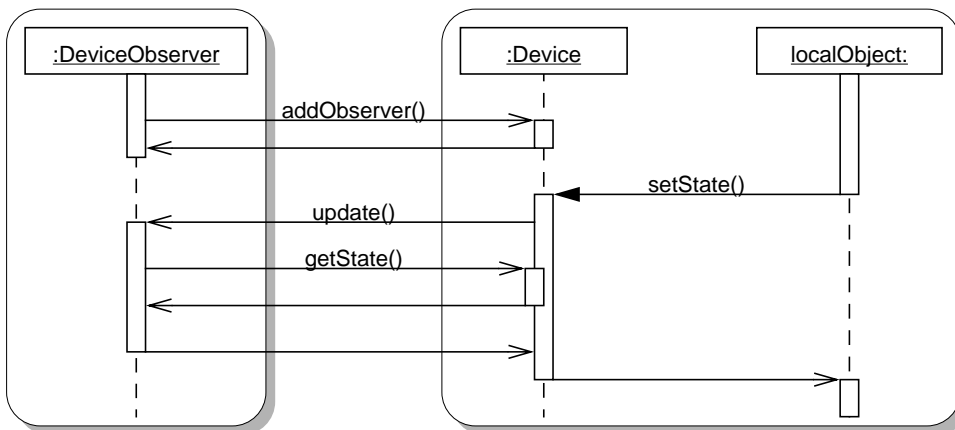 :DeviceObserver
:Device
localObject:
addObserver()
setState()
update()
getState()